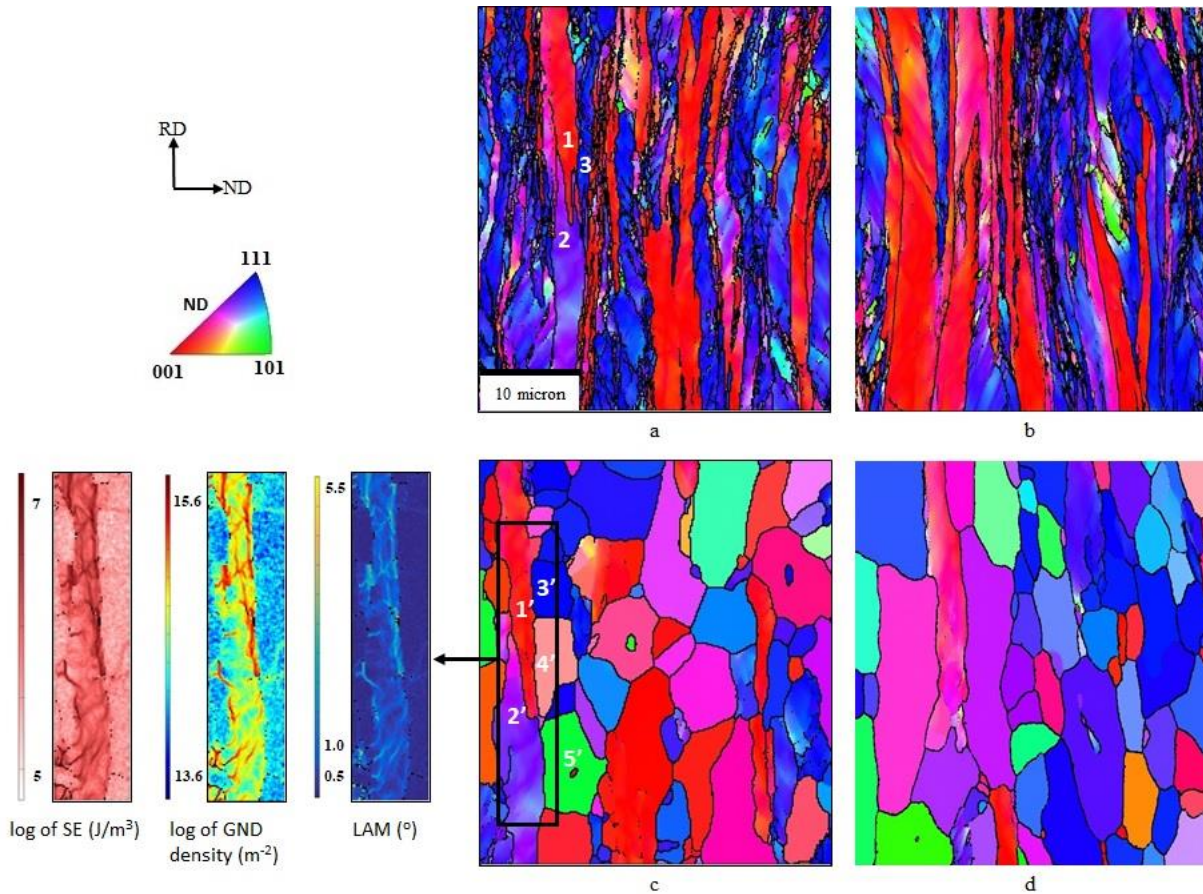 RD
ND
111
ND
001
101
1
3
2
10 micron
a
b
7
5
log of SE (J/m³)
15.6
13.6
log of GND
density (m⁻²)
5.5
1.0
0.5
LAM (°)
3’
1’
4’
2’
5’
c
d